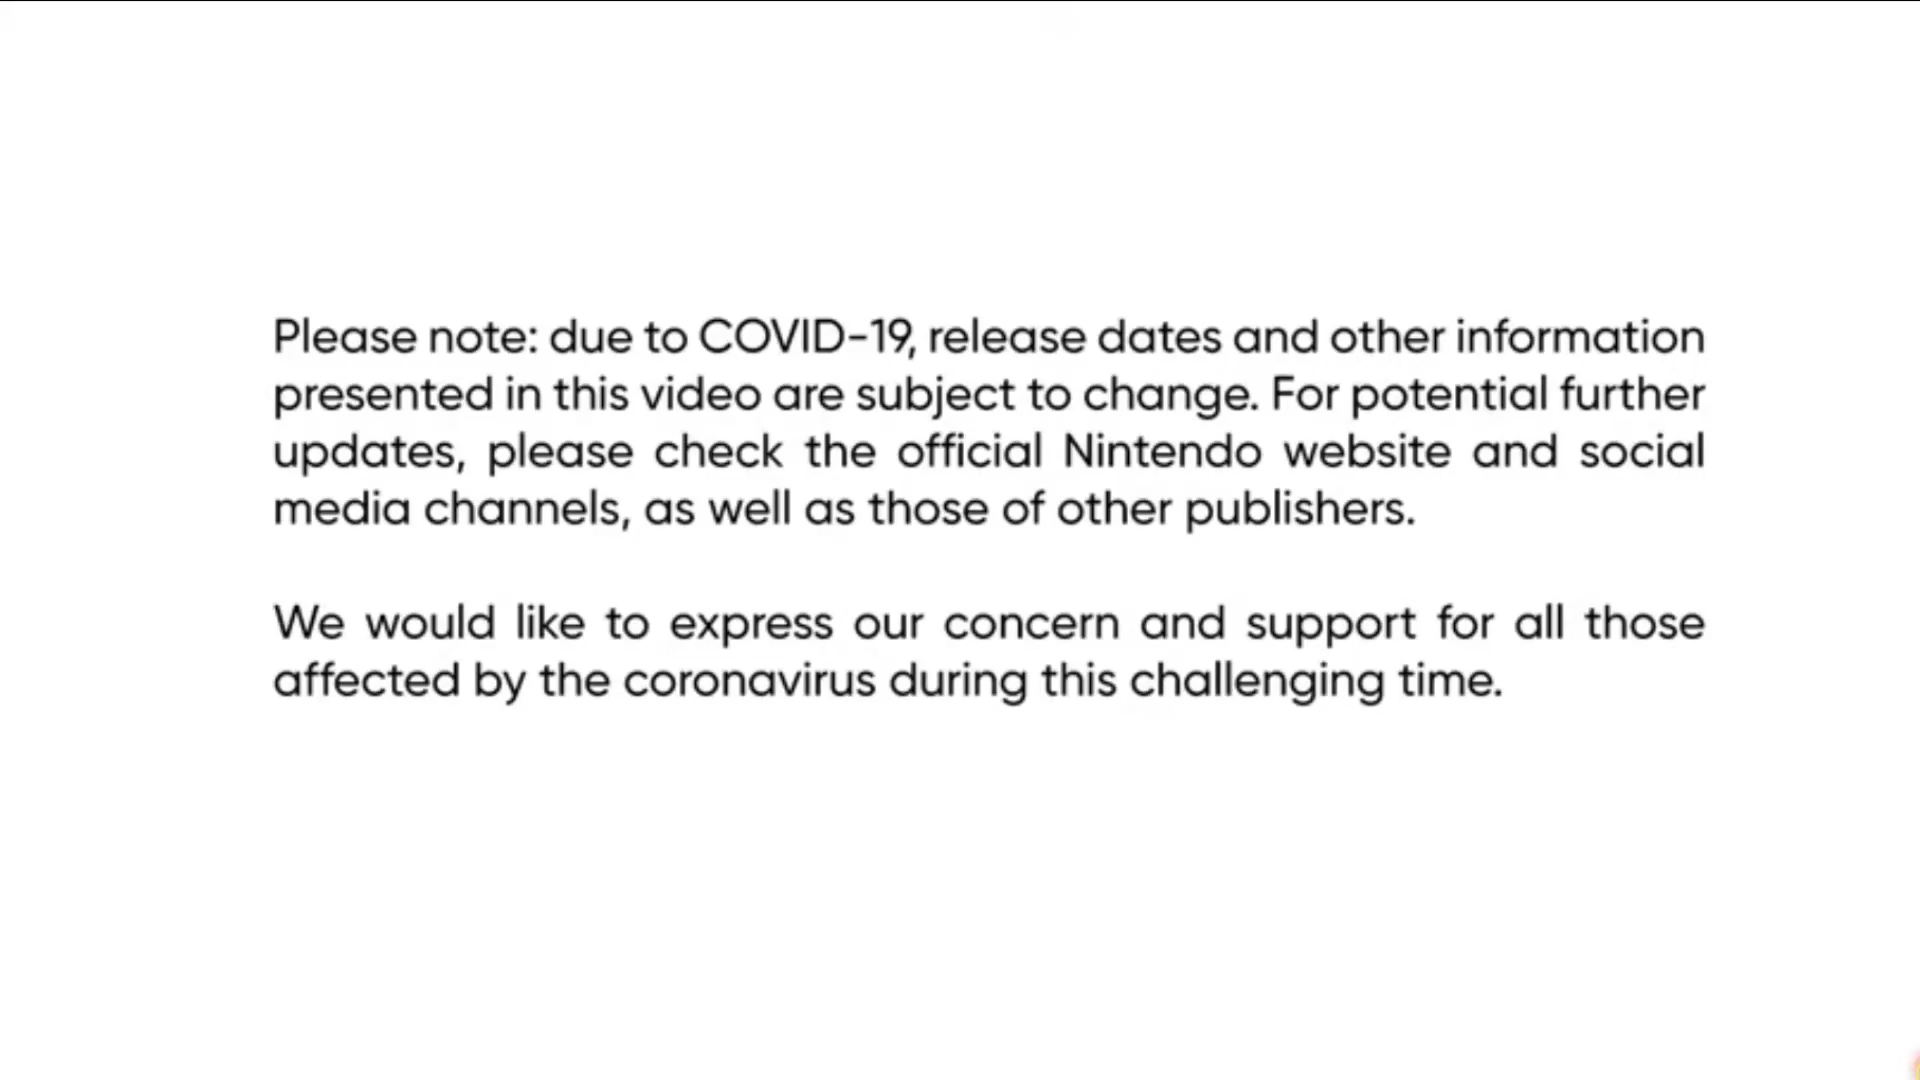 Please note: due to COVID-19, release dates and other information
presented in this video are subject to change. For potential further
updates, please check the official Nintendo website and social
media channels, as well as those of other publishers.
We would like to express our concern and support for all those
affected by the coronavirus during this challenging time.